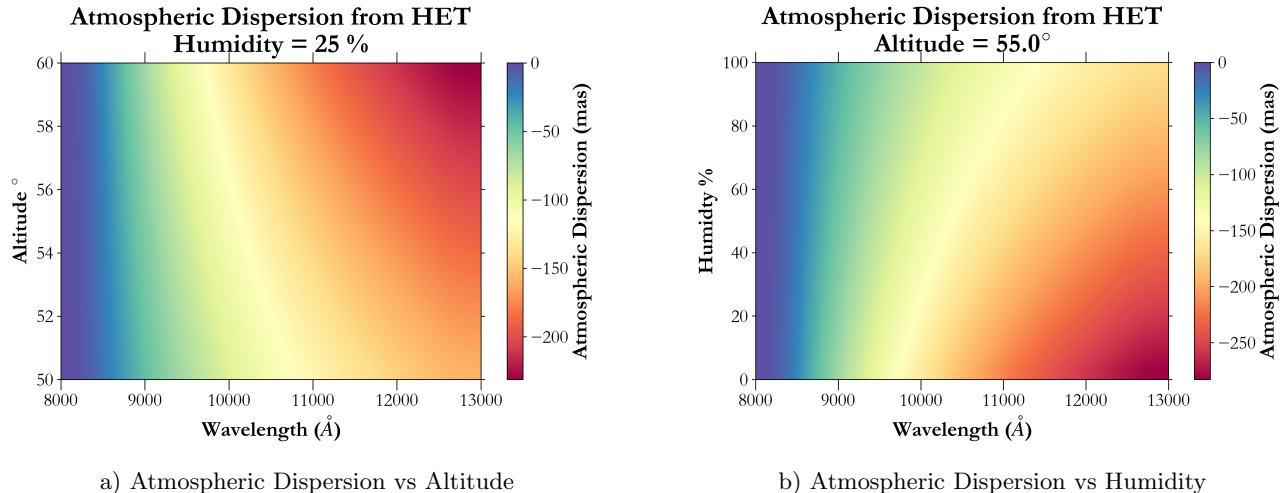 Atmospheric Dispersion from HET
Humidity = 25 %
60
58
56
54
52
50
Altitude °
8000 9000 10000 11000 12000 13000
Wavelength (Å)
0
−50
−100
−150
−200
Atmospheric Dispersion (mas)
a) Atmospheric Dispersion vs Altitude
Atmospheric Dispersion from HET
Altitude = 55.0°
100
80
60
40
20
0
Humidty %
8000 9000 10000 11000 12000 13000
Wavelength (Å)
0
−50
−100
−150
−200
−250
Atmospheric Dispersion (mas)
b) Atmospheric Dispersion vs Humidity